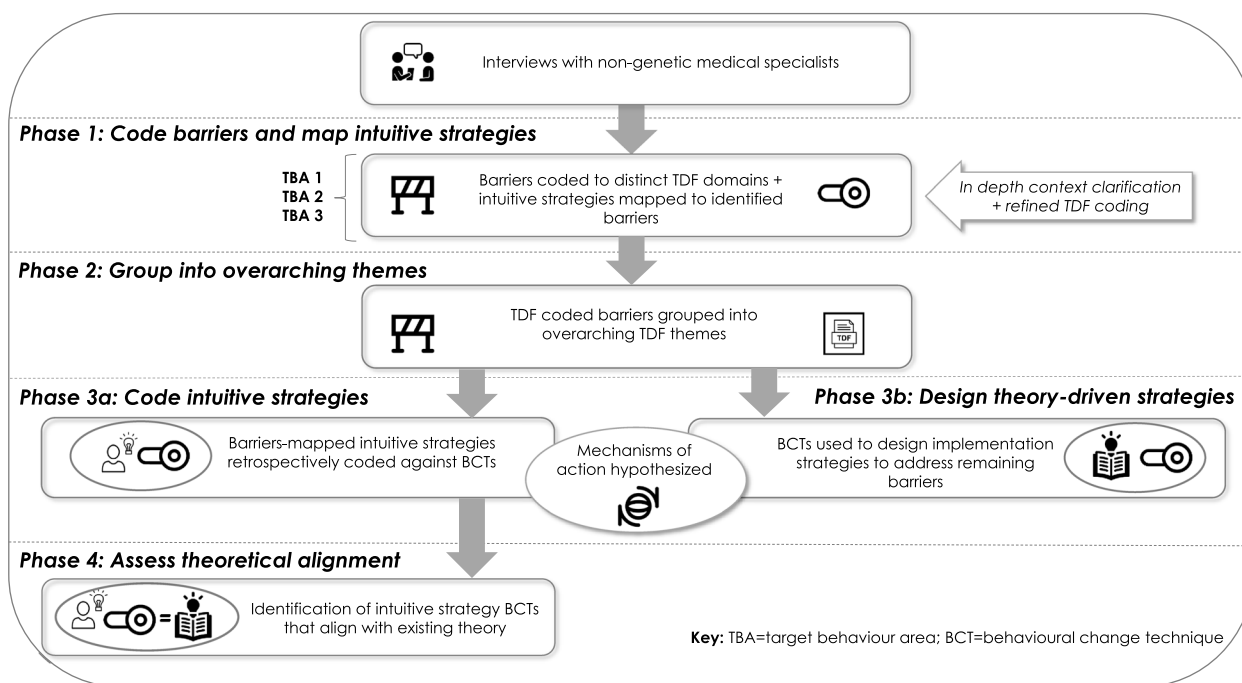 Interviews with non-genetic medical specialists
Phase 1: Code barriers and map intuitive strategies
TBA 1
TBA 2
TBA 3
Barriers coded to distinct TDF domains +
intuitive strategies mapped to identified
barriers
In depth context clarification
+ refined TDF coding
Phase 2: Group into overarching themes
TDF coded barriers grouped into
overarching TDF themes
TDF
Phase 3a: Code intuitive strategies
Phase 3b: Design theory-driven strategies
Barriers-mapped intuitive strategies
retrospectively coded against BCTs
Mechanisms of
action hypothesized
BCTs used to design implementation
strategies to address remaining
barriers
Phase 4: Assess theoretical alignment
=
Identification of intuitive strategy BCTs
that align with existing theory
Key: TBA=target behaviour area; BCT=behavioural change technique